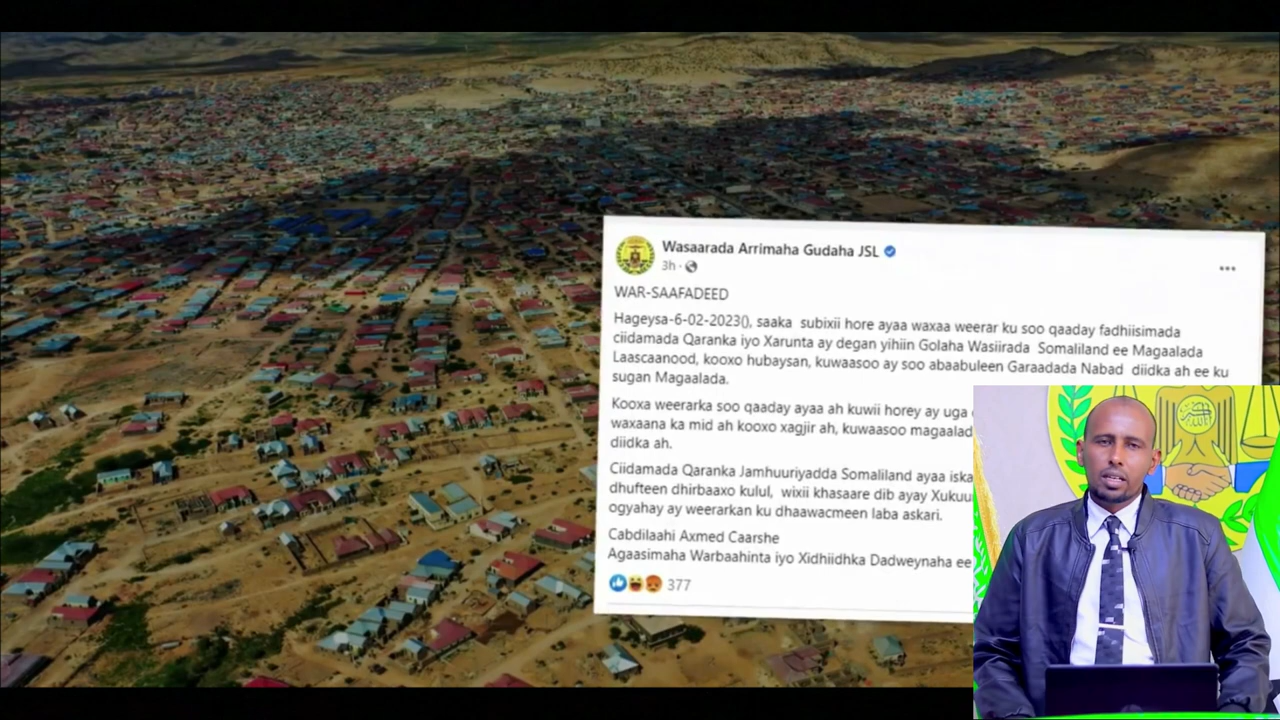 Wasaarada Arrimaha Gudaha JSL
3h ·
WAR-SAAFADEED
Hageysa-6-02-2023(), saaka subixii hore ayaa waxaa weerar ku soo qaaday fadhiisimada
ciidamada Qaranka iyo Xarunta ay degan yihiin Golaha Wasiirada Somaliland ee Magaalada
Laascaanood, kooxo hubaysan, kuwaasoo ay soo abaabuleen Garaadada Nabad diidka ah ee ku
sugan Magaalada.
Kooxa weerarka soo qaaday ayaa ah kuwii horey ay uga
waxaana ka mid ah kooxo xagjir ah, kuwaasoo magaalad
diidka ah.
Ciidamada Qaranka Jamhuuriyadda Somaliland ayaa iska
dhufteen dhirbaaxo kulul, wixii khasaare dib ayay Xukuu
ogyahay ay weerarkan ku dhaawacmeen laba askari.
Cabdilaahi Axmed Caarshe
Agaasimaha Warbaahinta iyo Xidhiidhka Dadweynaha ee
377